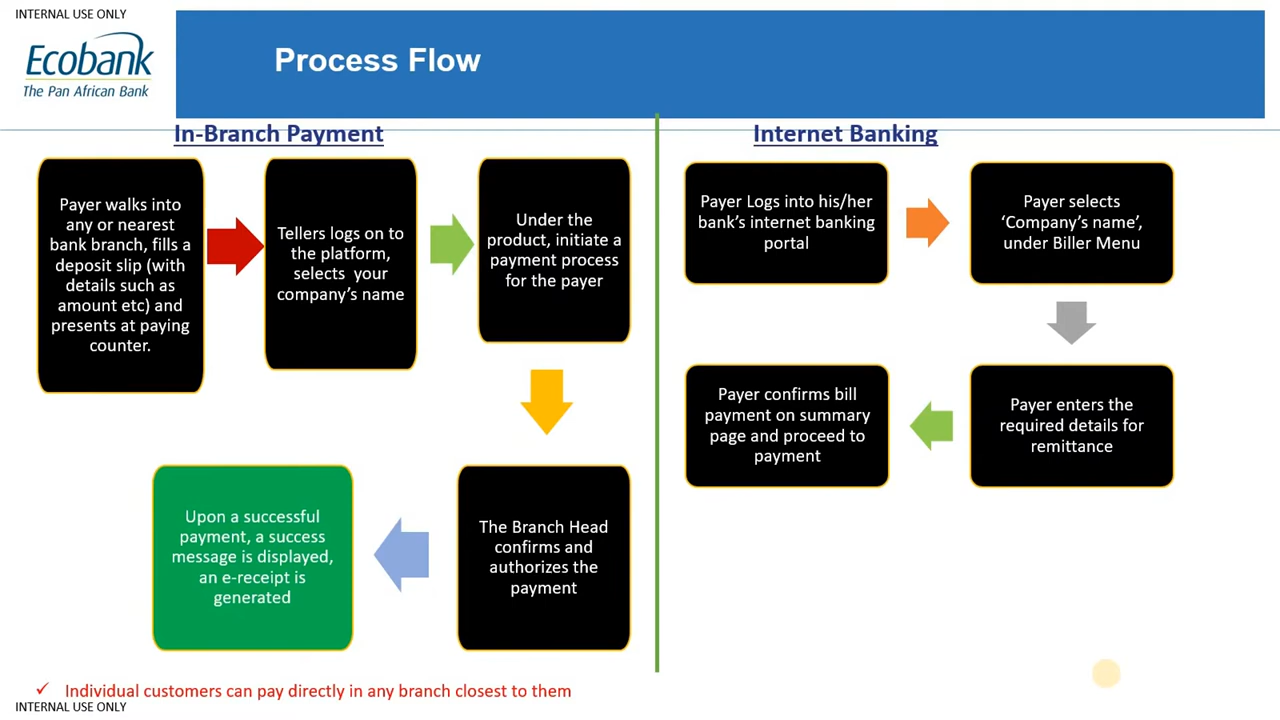 INTERNAL USE ONLY
Ecobank
The Pan African Bank
Process Flow
In-Branch Payment
Payer walks into
any or nearest
bank branch, fills a
deposit slip (with
details such as
amount etc) and
presents at paying
counter.
Tellers logs on to
the platform,
selects your
company's name
Under the
product, initiate a
payment process
for the payer
The Branch Head
confirms and
authorizes the
payment
Upon a successful
payment, a success
message is displayed,
an e-receipt is
generated
Internet Banking
Payer Logs into his/her
bank's internet banking
portal
Payer selects
‘Company's name’,
under Biller Menu
Payer enters the
required details for
remittance
Payer confirms bill
payment on summary
page and proceed to
payment
✓ Individual customers can pay directly in any branch closest to them
INTERNAL USE ONLY